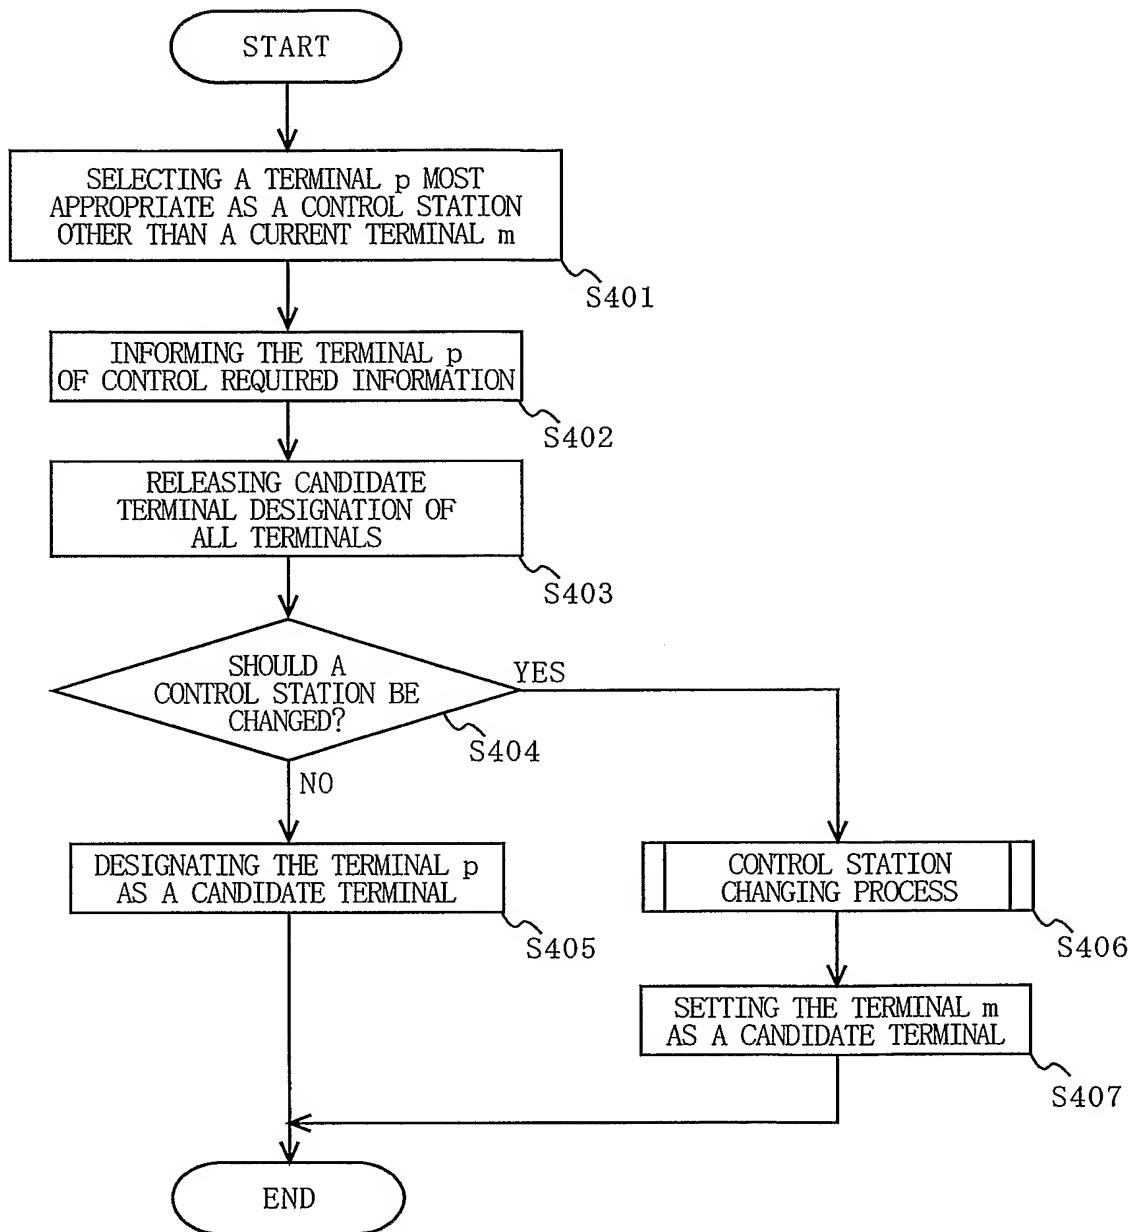 START
SELECTING A TERMINAL p MOST
APPROPRIATE AS A CONTROL STATION
OTHER THAN A CURRENT TERMINAL m
S401
INFORMING THE TERMINAL p
OF CONTROL REQUIRED INFORMATION
S402
RELEASING CANDIDATE
TERMINAL DESIGNATION OF
ALL TERMINALS
S403
SHOULD A
CONTROL STATION BE
CHANGED?
YES
S404
NO
DESIGNATING THE TERMINAL p
AS A CANDIDATE TERMINAL
S405
CONTROL STATION
CHANGING PROCESS
S406
SETTING THE TERMINAL m
AS A CANDIDATE TERMINAL
S407
END